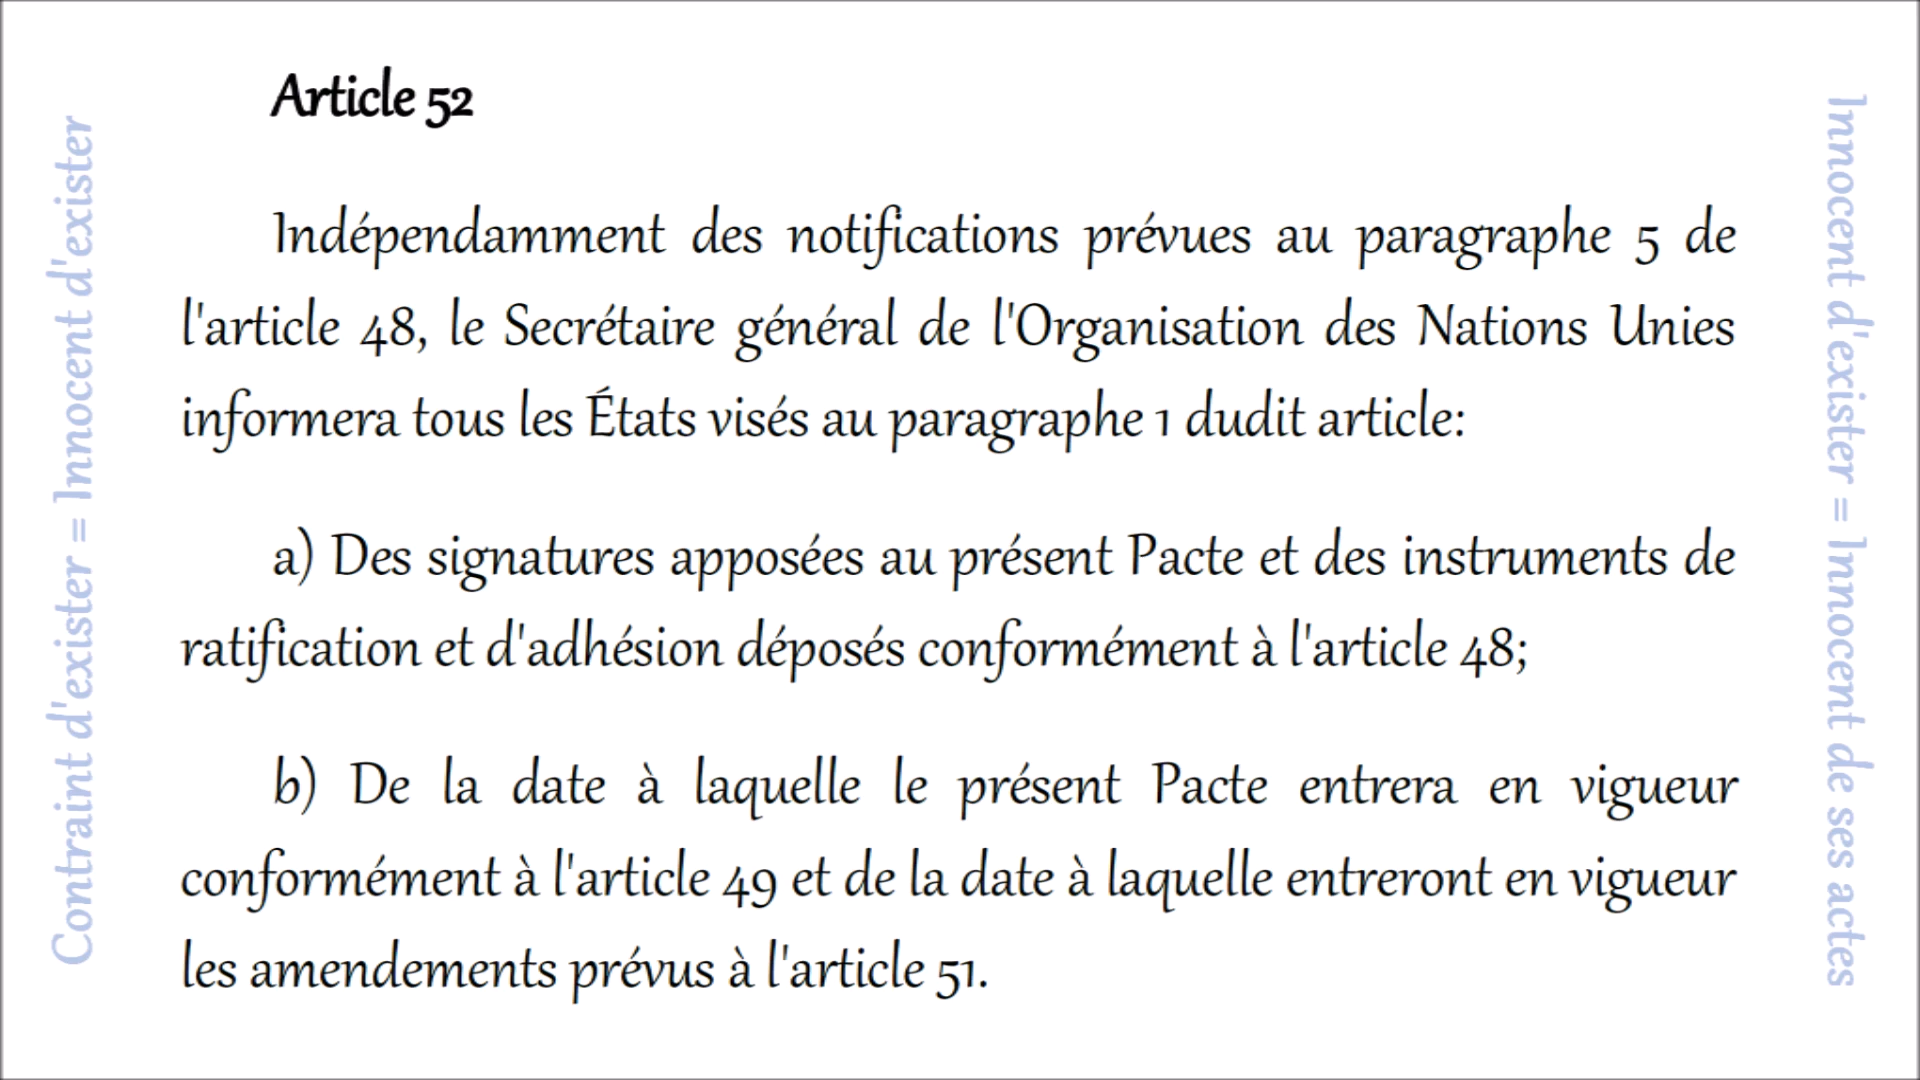 Article 52
Indépendamment des notifications prévues au paragraphe 5 de
l'article 48, le Secrétaire général de l'Organisation des Nations Unies
informera tous les États visés au paragraphe 1 dudit article:
a) Des signatures apposées au présent Pacte et des instruments de
ratification et d'adhésion déposés conformément à l'article 48;
b) De la date à laquelle le présent Pacte entrera en vigueur
conformément à l'article 49 et de la date à laquelle entreront en vigueur
les amendements prévus à l'article 51.
Contraint d'exister = Innocent d'exister
Innocent d'exister = Innocent de ses actes